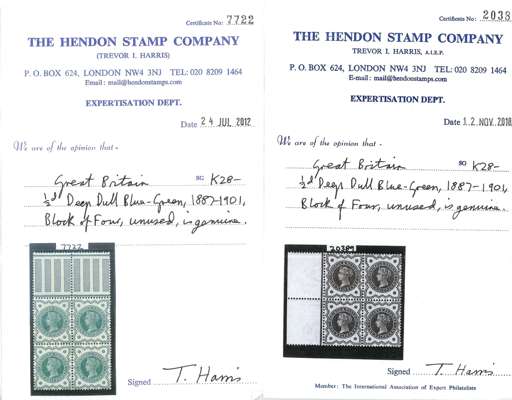 Certificate No: 7722
THE HENDON STAMP COMPANY
(TREVOR I. HARRIS)
P. O. BOX 624, LONDON NW4 3NJ TEL: 020 8209 1464
Email : mail@hendonstamps.com
EXPERTISATION DEPT.
Date 24 JUL 2012
We are of the opinion that -
Great Britain SG K28-
½d Deep Dull Blue-Green, 1887-1901,
Block of Four, unused, is genuine.
7722
Signed T. Harris
Certificate No: 2038
THE HENDON STAMP COMPANY
TREVOR I. HARRIS, A.I.E.P.
P. O. BOX 624, LONDON NW4 3NJ TEL: 020 8209 1464
E-mail : mail@hendonstamps.com
EXPERTISATION DEPT.
Date 12 NOV. 2018
We are of the opinion that -
Great Britain SG K28-
½d Deep Dull Blue-Green, 1887-1901,
Block of Four, unused, is genuine.
Signed T. Harris
Member: The International Association of Expert Philatelists